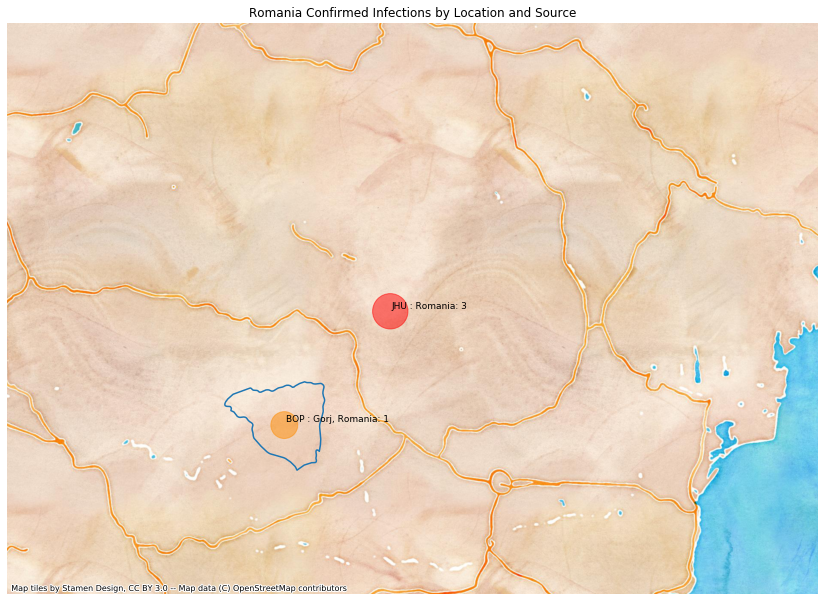 Romania Confirmed Infections by Location and Source
JHU : Romania: 3
BOP : Gorj, Romania: 1
Map tiles by Stamen Design, CC BY 3.0 -- Map data (C) OpenStreetMap contributors